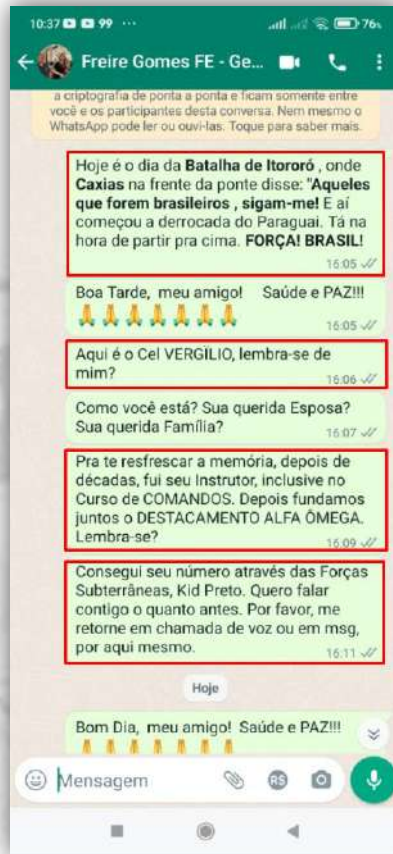 10:37 99 ... 76%
Freire Gomes FE - Ge...
a criptografia de ponta a ponta e ficam somente entre
você e os participantes desta conversa. Nem mesmo o
WhatsApp pode ler ou ouvi-las. Toque para saber mais.
Hoje é o dia da Batalha de Itororó , onde
Caxias na frente da ponte disse: "Aqueles
que forem brasileiros , sigam-me! E aí
começou a derrocada do Paraguai. Tá na
hora de partir pra cima. FORÇA! BRASIL!
16:05
Boa Tarde, meu amigo! Saúde e PAZ!!!
16:05
Aqui é o Cel VERGÍLIO, lembra-se de
mim?
16:06
Como você está? Sua querida Esposa?
Sua querida Família?
16:07
Pra te resfrescar a memória, depois de
décadas, fui seu Instrutor, inclusive no
Curso de COMANDOS. Depois fundamos
juntos o DESTACAMENTO ALFA ÔMEGA.
Lembra-se?
16:09
Consegui seu número através das Forças
Subterrâneas, Kid Preto. Quero falar
contigo o quanto antes. Por favor, me
retorne em chamada de voz ou em msg,
por aqui mesmo.
16:11
Hoje
Bom Dia, meu amigo! Saúde e PAZ!!!
Mensagem RS